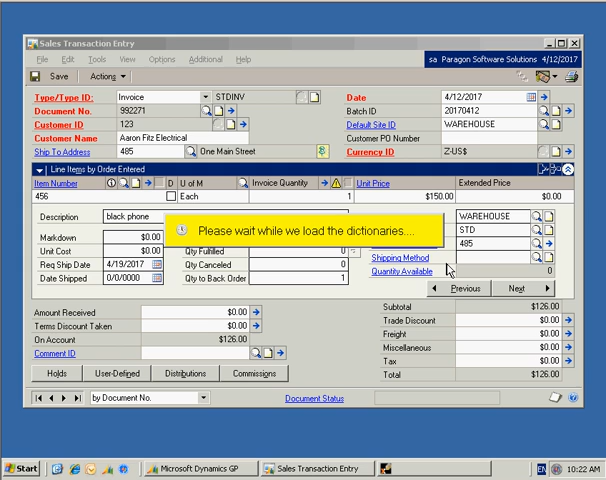 Sales Transaction Entry
File Edit Tools View Options Additional Help sa Paragon Software Solutions 4/12/2017
Save Actions
Type/Type ID: Invoice STDINV Date 4/12/2017
Document No. 992271 Batch ID 20170412
Customer ID 123 Default Site ID WAREHOUSE
Customer Name Aaron Fitz Electrical Customer PO Number
Ship To Address 485 One Main Street Currency ID Z-US$
Line Items by Order Entered
Item Number D U of M Invoice Quantity Unit Price Extended Price
456 Each 1 $150.00 $0.00
Description black phone WAREHOUSE
Please wait while we load the dictionaries....
Markdown $0.00 STD
Unit Cost $0.00 Qty Fulfilled 0 485
Req Ship Date 4/19/2017 Qty Canceled 0 Shipping Method
Date Shipped 0/0/0000 Qty to Back Order 1 Quantity Available 0
Previous Next
Amount Received $0.00 Subtotal $126.00
Terms Discount Taken $0.00 Trade Discount $0.00
On Account $126.00 Freight $0.00
Comment ID Miscellaneous $0.00
Tax $0.00
Holds User-Defined Distributions Commissions Total $126.00
by Document No. Document Status
Start Microsoft Dynamics GP Sales Transaction Entry EN 10:22 AM